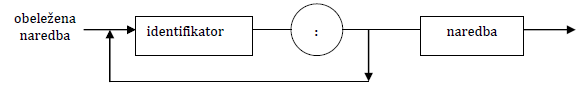 obeležena
naredba
identifikator
:
naredba